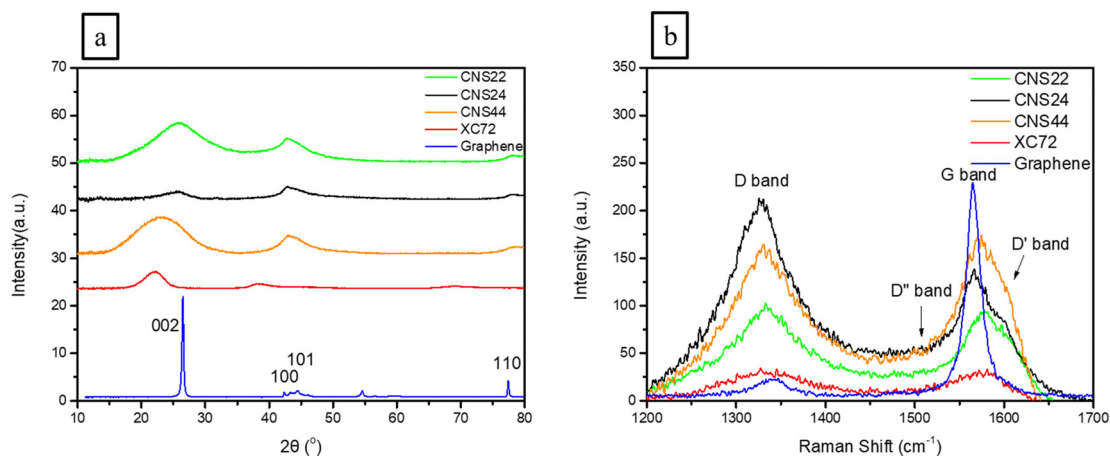 a
70
60
50
40
30
20
10
0
10 20 30 40 50 60 70 80
Intensity(a.u.)
2θ (°)
CNS22
CNS24
CNS44
XC72
Graphene
002
101
100
110
b
350
300
250
200
150
100
50
0
1200 1300 1400 1500 1600 1700
Intensity (a.u.)
Raman Shift (cm⁻¹)
CNS22
CNS24
CNS44
XC72
Graphene
D band
G band
D' band
D" band